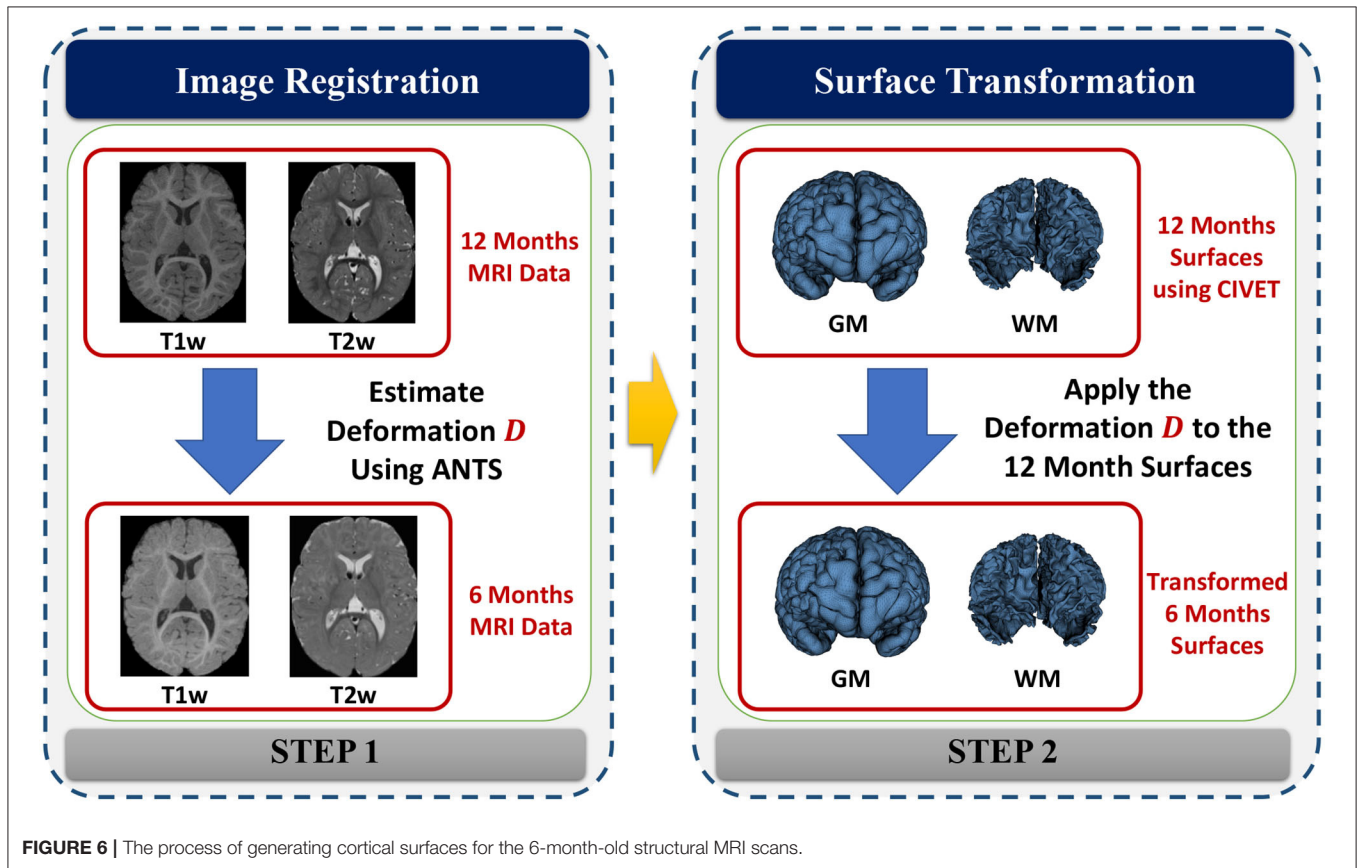 Image Registration
T1w
T2w
12 Months
MRI Data
Estimate
Deformation D
Using ANTS
T1w
T2w
6 Months
MRI Data
STEP 1
Surface Transformation
GM
WM
12 Months
Surfaces
using CIVET
Apply the
Deformation D to the
12 Month Surfaces
GM
WM
Transformed
6 Months
Surfaces
STEP 2
FIGURE 6 | The process of generating cortical surfaces for the 6-month-old structural MRI scans.